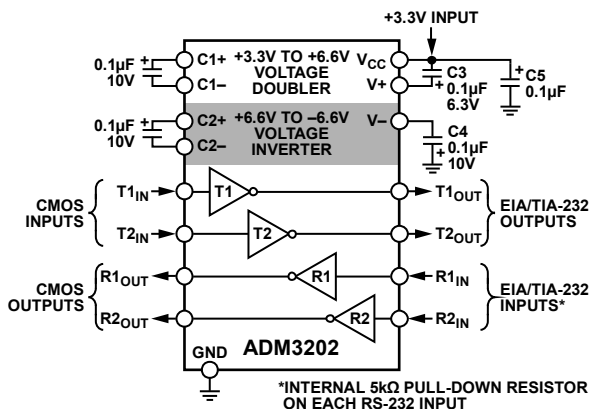 +3.3V INPUT
0.1µF
10V
+
C1+
C1–
+3.3V TO +6.6V
VOLTAGE
DOUBLER
VCC
V+
C3
0.1µF
6.3V
+
+
C5
0.1µF
0.1µF
10V
+
C2+
C2–
+6.6V TO –6.6V
VOLTAGE
INVERTER
V–
C4
0.1µF
10V
+
CMOS
INPUTS
T1IN
T1
T1OUT
T2IN
T2
T2OUT
EIA/TIA-232
OUTPUTS
CMOS
OUTPUTS
R1OUT
R1
R1IN
R2OUT
R2
R2IN
EIA/TIA-232
INPUTS*
GND
ADM3202
*INTERNAL 5kΩ PULL-DOWN RESISTOR
ON EACH RS-232 INPUT